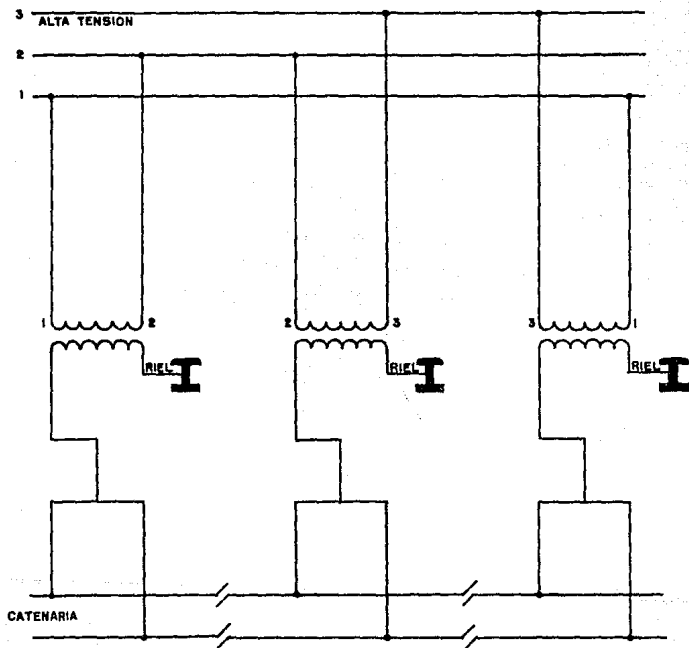 3 ALTA TENSION
2
1
1 2 2 3 3 1
RIEL RIEL RIEL
CATENARIA